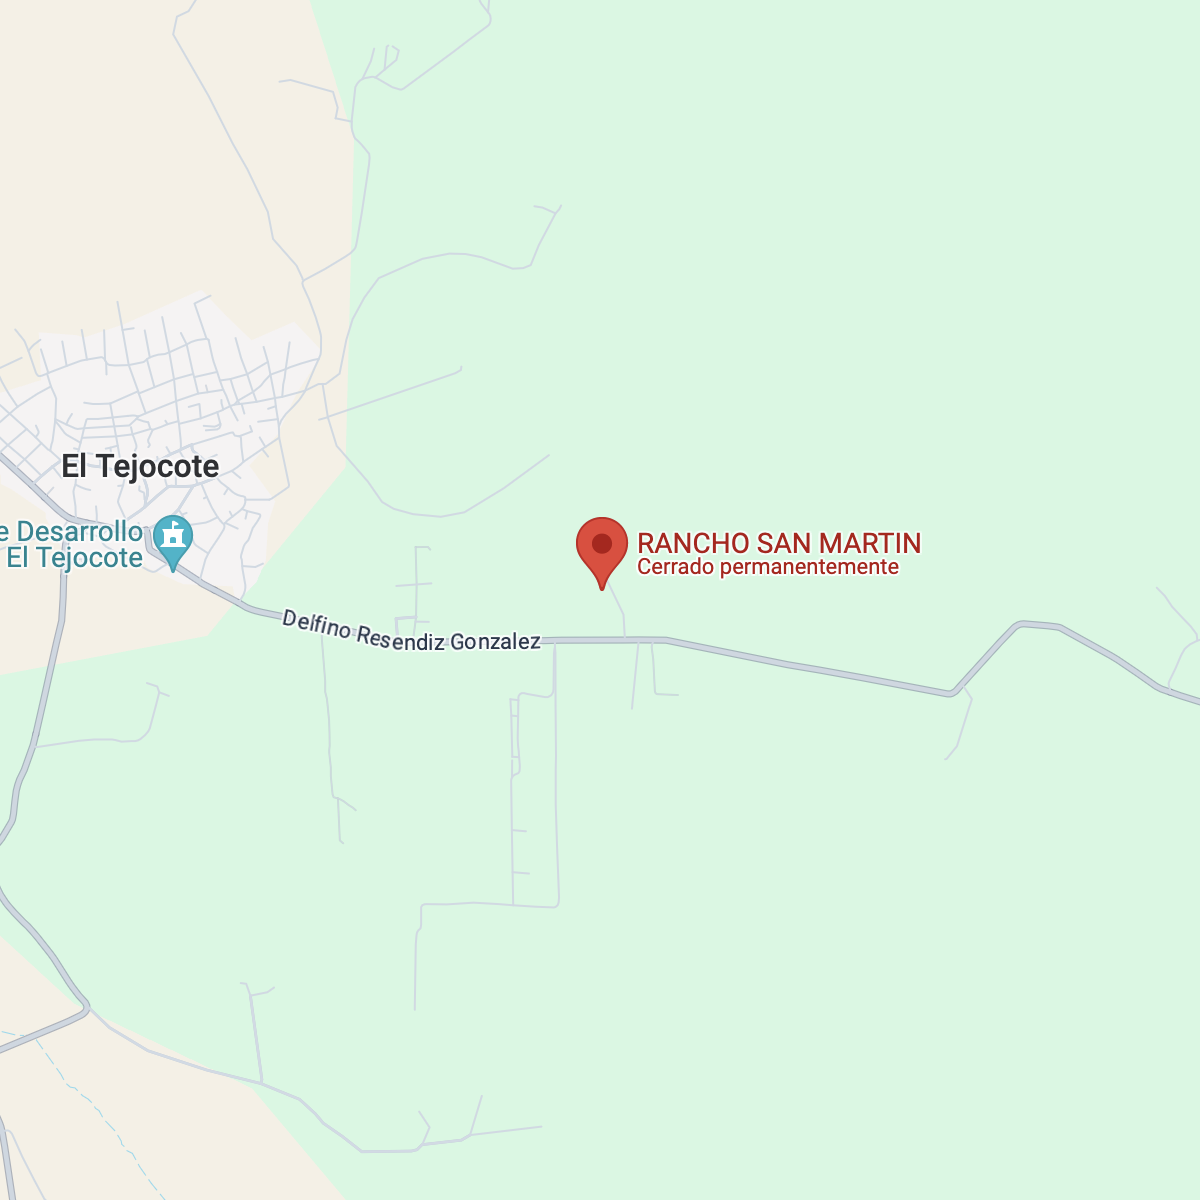 El Tejocote
e Desarrollo
El Tejocote
RANCHO SAN MARTIN
Cerrado permanentemente
Delfino Resendiz Gonzalez